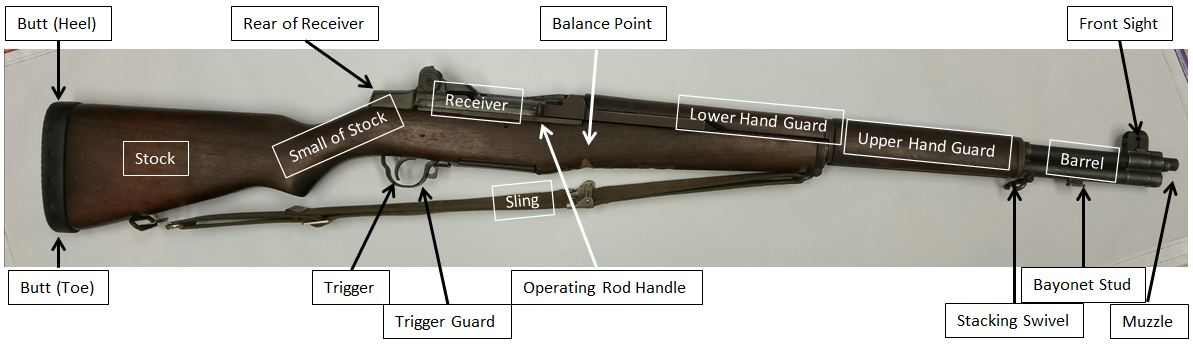 Butt (Heel)
Rear of Receiver
Balance Point
Front Sight
Receiver
Lower Hand Guard
Small of Stock
Upper Hand Guard
Stock
Barrel
Sling
Butt (Toe)
Trigger
Operating Rod Handle
Bayonet Stud
Trigger Guard
Stacking Swivel
Muzzle